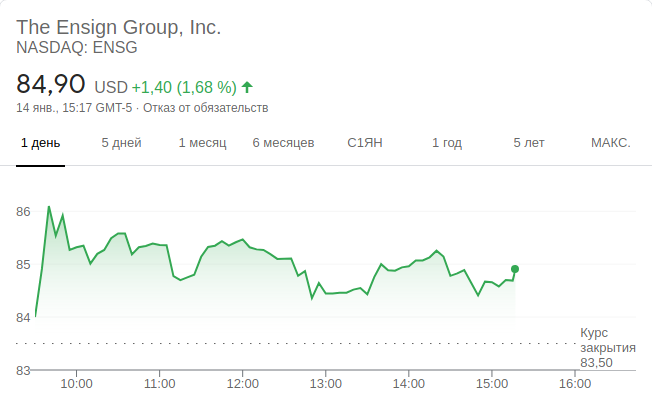 The Ensign Group, Inc.
NASDAQ: ENSG
84,90 USD +1,40 (1,68 %)
14 янв., 15:17 GMT-5 · Отказ от обязательств
1 день 5 дней 1 месяц 6 месяцев С1ЯН 1 год 5 лет МАКС.
86
85
84
Курс
закрытия
83,50
83
10:00 11:00 12:00 13:00 14:00 15:00 16:00